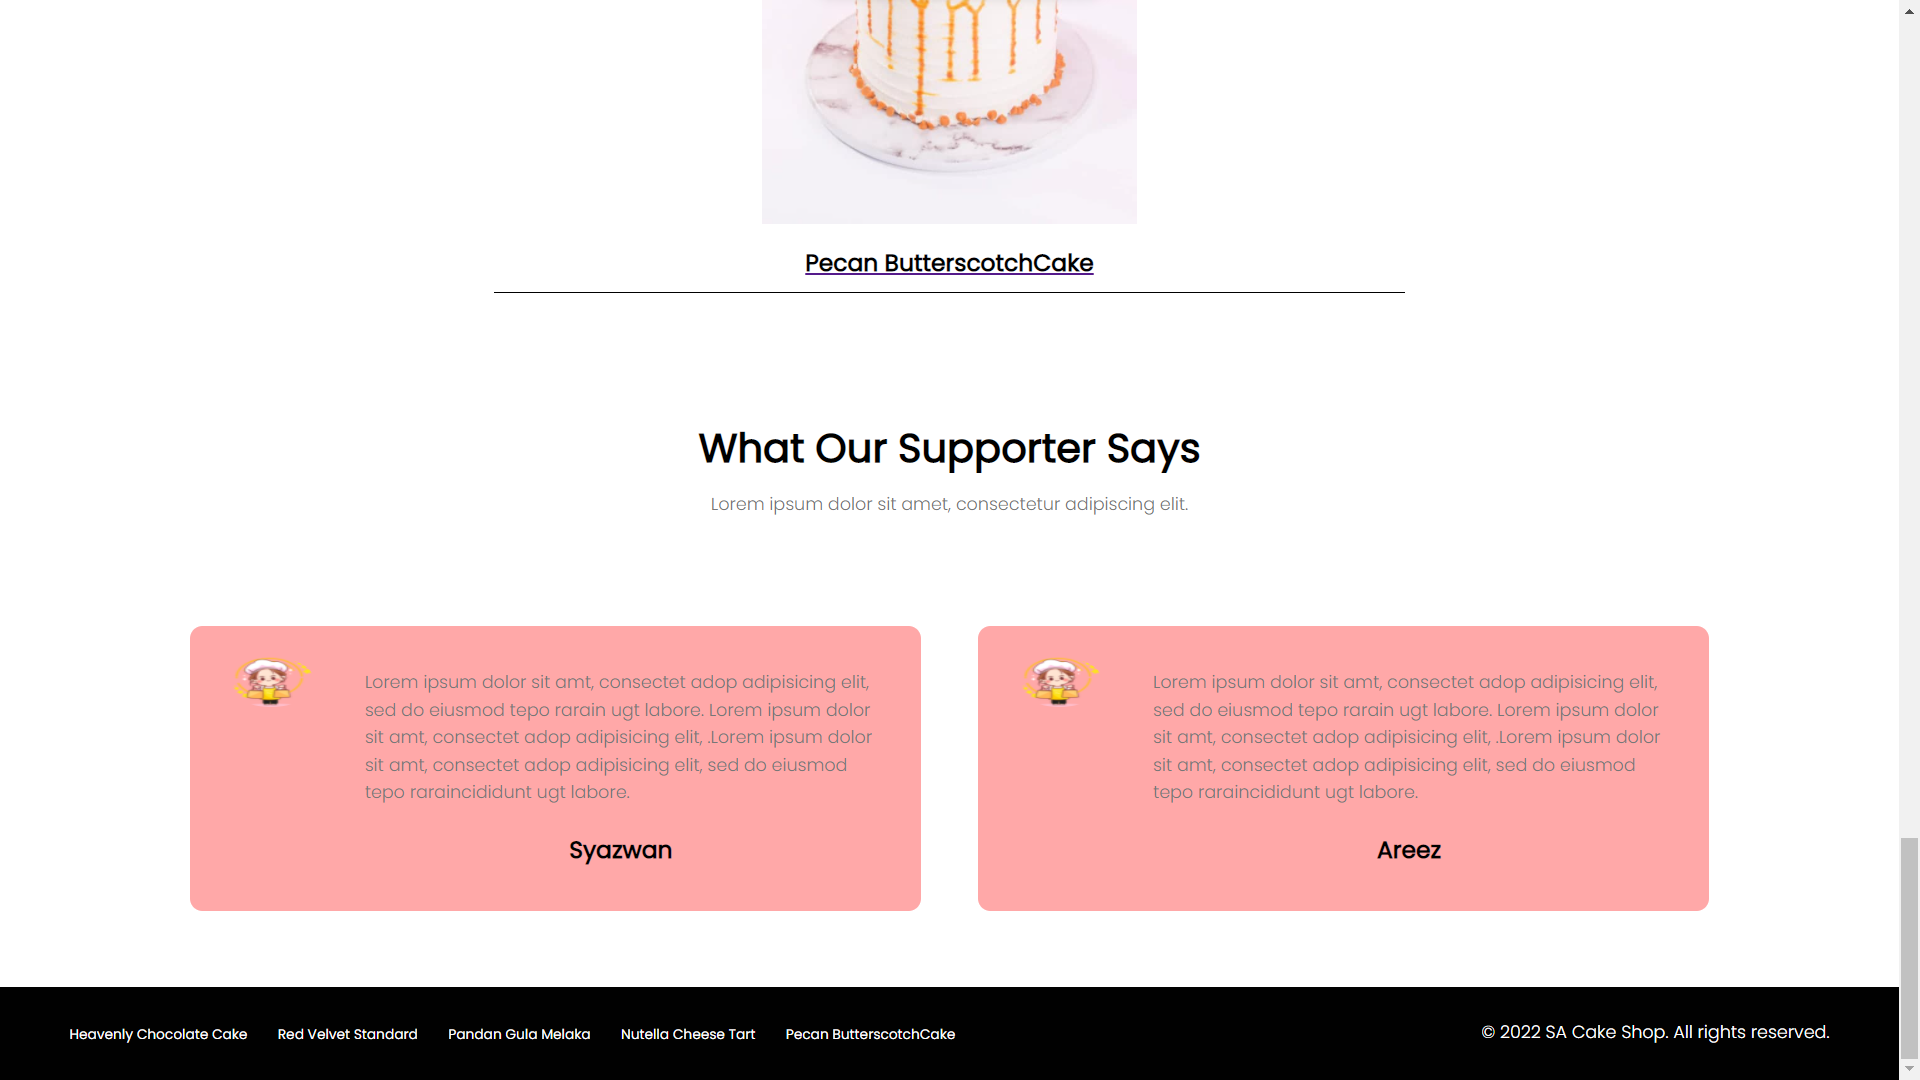 Pecan ButterscotchCake
What Our Supporter Says
Lorem ipsum dolor sit amet, consectetur adipiscing elit.
Lorem ipsum dolor sit amt, consectet adop adipisicing elit,
sed do eiusmod tepo rarain ugt labore. Lorem ipsum dolor
sit amt, consectet adop adipisicing elit, .Lorem ipsum dolor
sit amt, consectet adop adipisicing elit, sed do eiusmod
tepo raraincididunt ugt labore.
Syazwan
Lorem ipsum dolor sit amt, consectet adop adipisicing elit,
sed do eiusmod tepo rarain ugt labore. Lorem ipsum dolor
sit amt, consectet adop adipisicing elit, .Lorem ipsum dolor
sit amt, consectet adop adipisicing elit, sed do eiusmod
tepo raraincididunt ugt labore.
Areez
Heavenly Chocolate Cake Red Velvet Standard Pandan Gula Melaka Nutella Cheese Tart Pecan ButterscotchCake
© 2022 SA Cake Shop. All rights reserved.